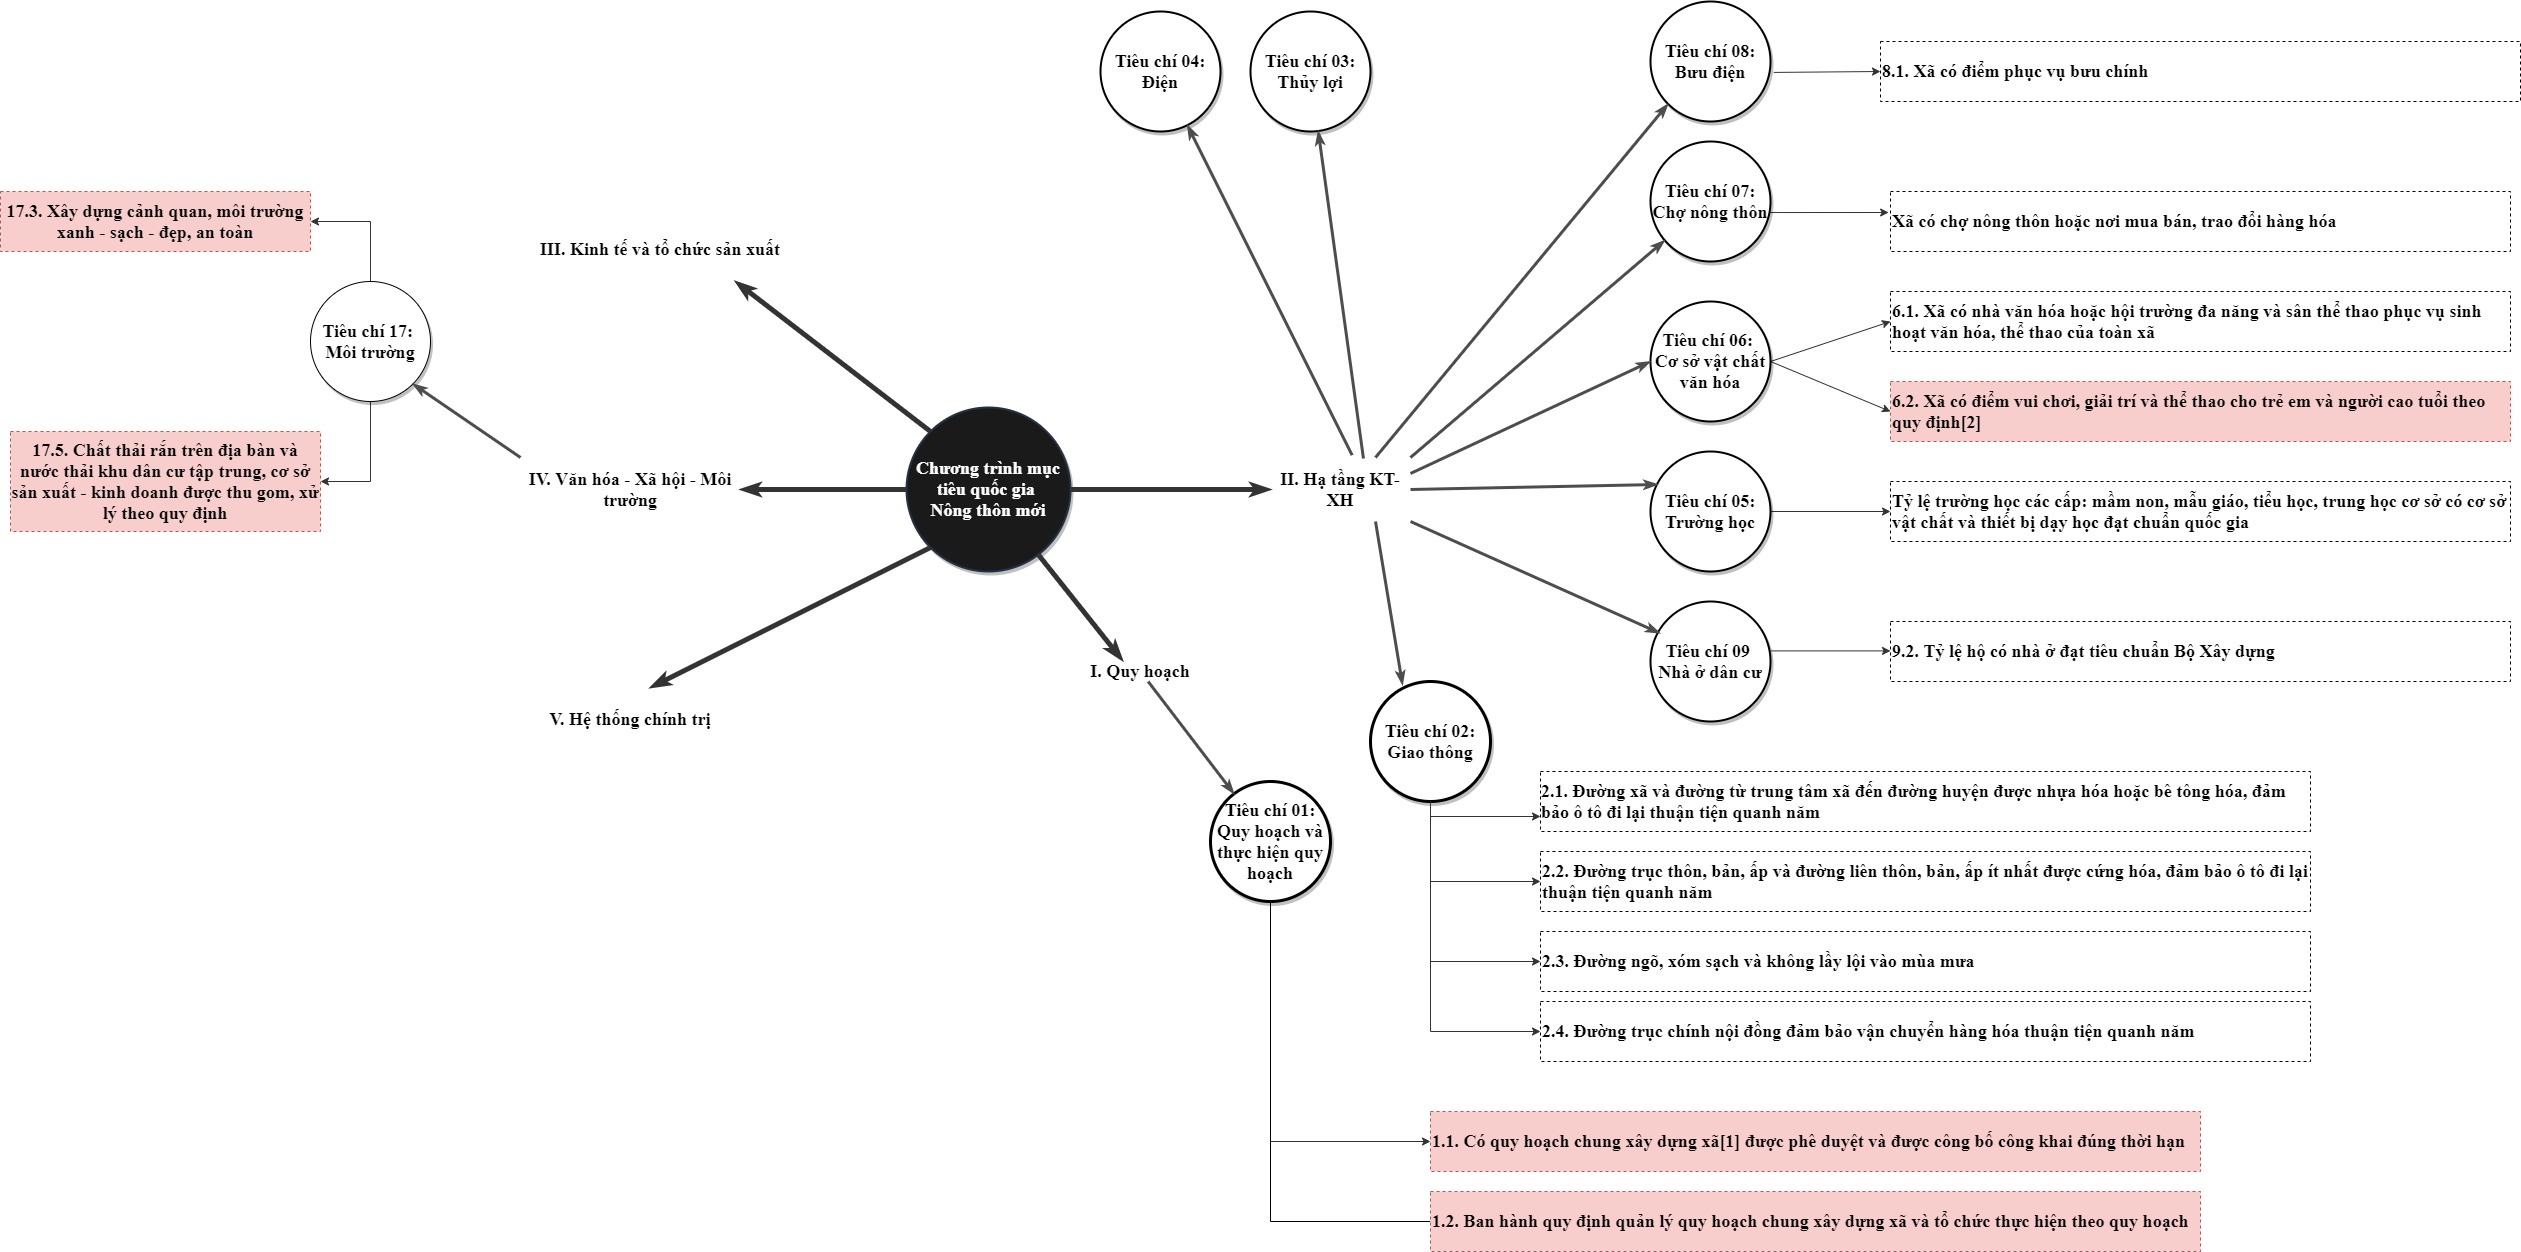 Tiêu chí 04:
Điện
Tiêu chí 03:
Thủy lợi
Tiêu chí 08:
Bưu điện
8.1. Xã có điểm phục vụ bưu chính
Tiêu chí 07:
Chợ nông thôn
Xã có chợ nông thôn hoặc nơi mua bán, trao đổi hàng hóa
17.3. Xây dựng cảnh quan, môi trường
xanh - sạch - đẹp, an toàn
III. Kinh tế và tổ chức sản xuất
Tiêu chí 17:
Môi trường
Tiêu chí 06:
Cơ sở vật chất
văn hóa
6.1. Xã có nhà văn hóa hoặc hội trường đa năng và sân thể thao phục vụ sinh
hoạt văn hóa, thể thao của toàn xã
6.2. Xã có điểm vui chơi, giải trí và thể thao cho trẻ em và người cao tuổi theo
quy định[2]
17.5. Chất thải rắn trên địa bàn và
nước thải khu dân cư tập trung, cơ sở
sản xuất - kinh doanh được thu gom, xử
lý theo quy định
IV. Văn hóa - Xã hội - Môi
trường
Chương trình mục
tiêu quốc gia
Nông thôn mới
II. Hạ tầng KT-
XH
Tiêu chí 05:
Trường học
Tỷ lệ trường học các cấp: mầm non, mẫu giáo, tiểu học, trung học cơ sở có cơ sở
vật chất và thiết bị dạy học đạt chuẩn quốc gia
Tiêu chí 09
Nhà ở dân cư
9.2. Tỷ lệ hộ có nhà ở đạt tiêu chuẩn Bộ Xây dựng
I. Quy hoạch
V. Hệ thống chính trị
Tiêu chí 02:
Giao thông
2.1. Đường xã và đường từ trung tâm xã đến đường huyện được nhựa hóa hoặc bê tông hóa, đảm
bảo ô tô đi lại thuận tiện quanh năm
Tiêu chí 01:
Quy hoạch và
thực hiện quy
hoạch
2.2. Đường trục thôn, bản, ấp và đường liên thôn, bản, ấp ít nhất được cứng hóa, đảm bảo ô tô đi lại
thuận tiện quanh năm
2.3. Đường ngõ, xóm sạch và không lầy lội vào mùa mưa
2.4. Đường trục chính nội đồng đảm bảo vận chuyển hàng hóa thuận tiện quanh năm
1.1. Có quy hoạch chung xây dựng xã[1] được phê duyệt và được công bố công khai đúng thời hạn
1.2. Ban hành quy định quản lý quy hoạch chung xây dựng xã và tổ chức thực hiện theo quy hoạch